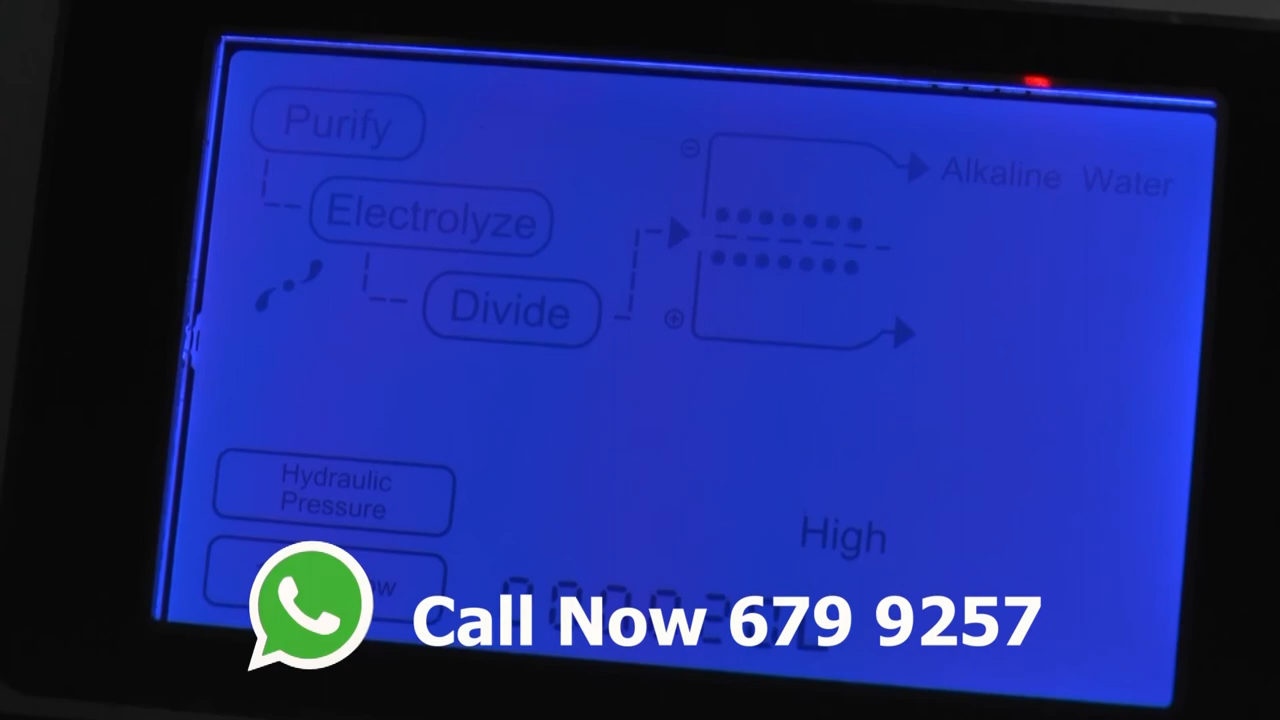 Purify
Electrolyze
Divide
Alkaline Water
Hydraulic
Pressure
High
Call Now 679 9257